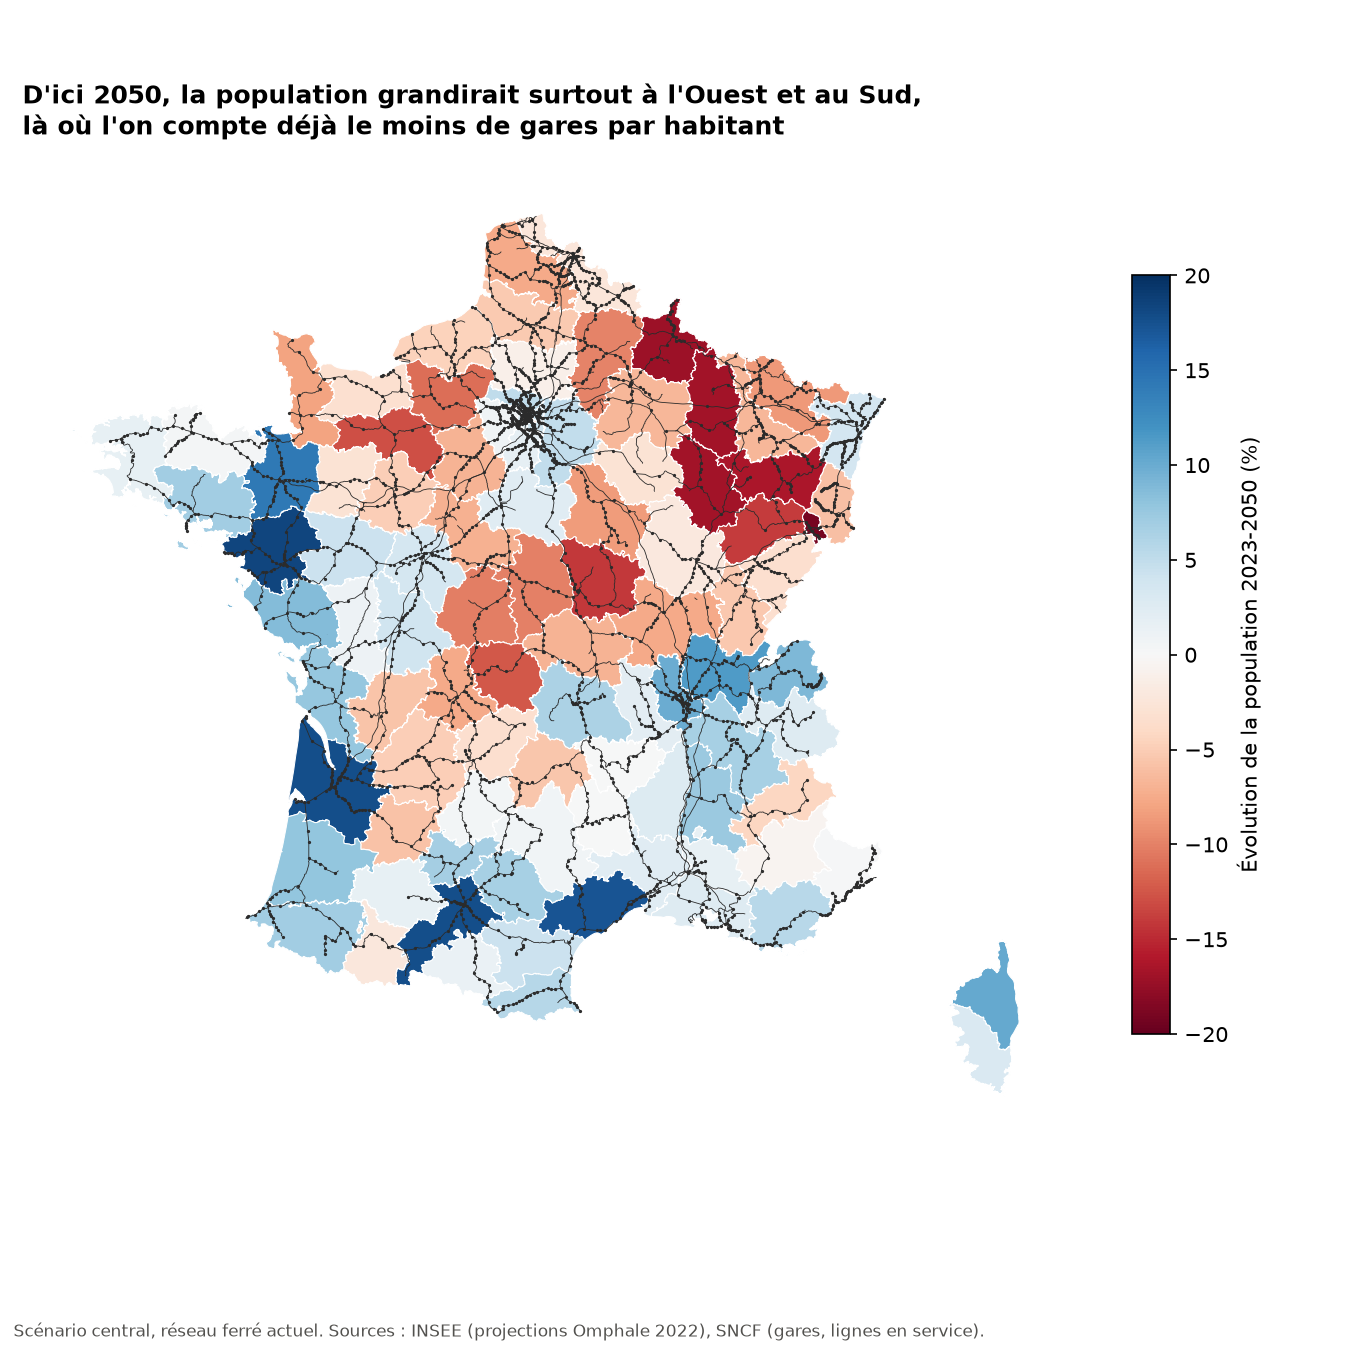 D'ici 2050, la population grandirait surtout à l'Ouest et au Sud,
là où l'on compte déjà le moins de gares par habitant
20
15
10
5
0
−5
−10
−15
−20
Évolution de la population 2023-2050 (%)
Scénario central, réseau ferré actuel. Sources : INSEE (projections Omphale 2022), SNCF (gares, lignes en service).